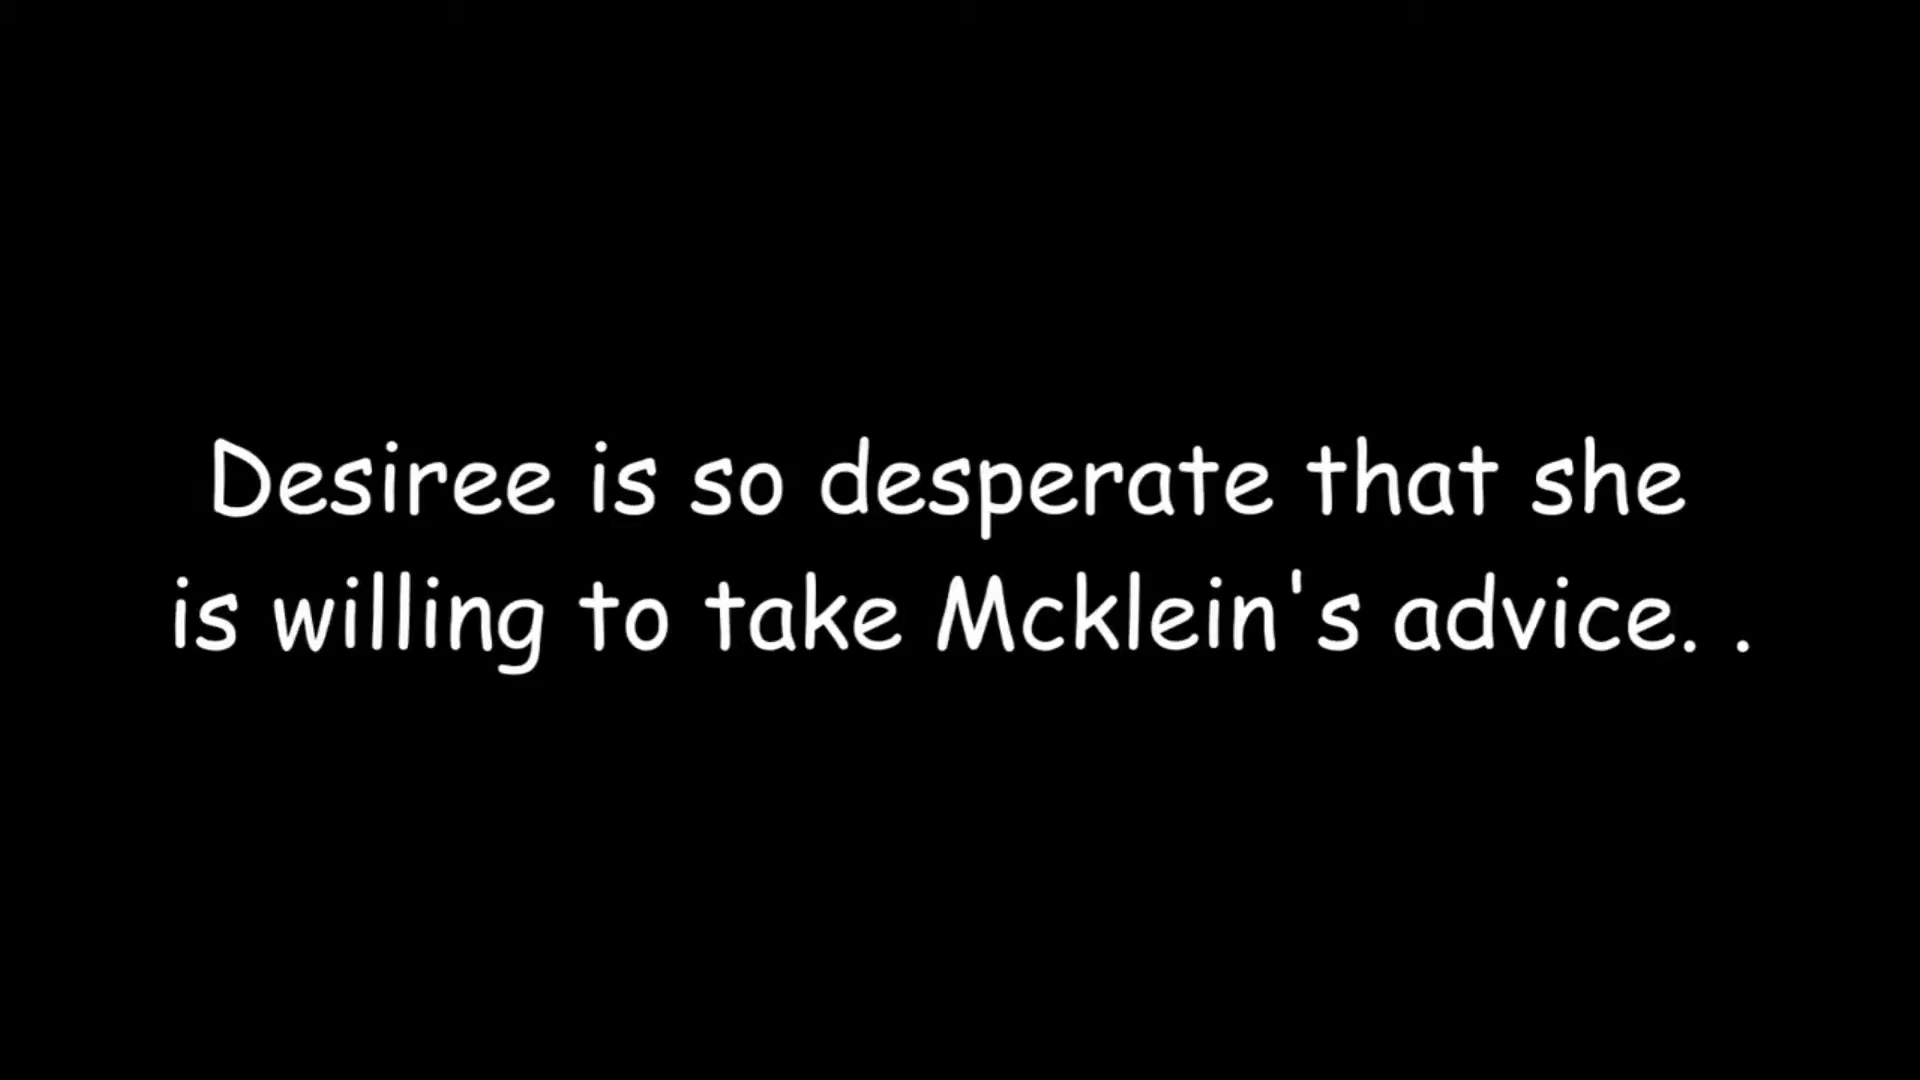 Desiree is so desperate that she
is willing to take Mcklein's advice. .